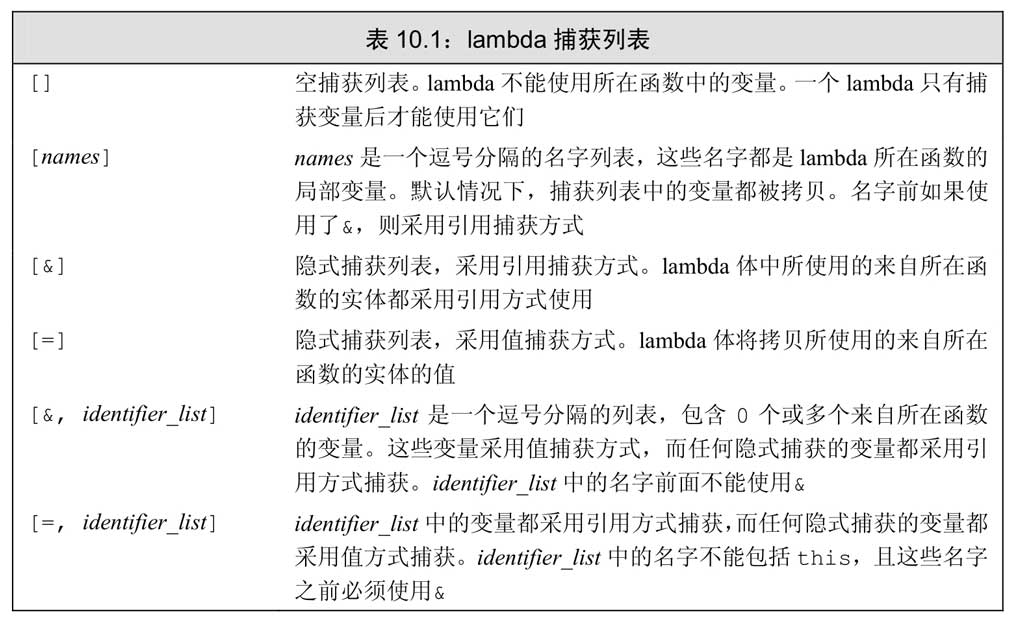 表 10.1：lambda 捕获列表
[] 空捕获列表。lambda 不能使用所在函数中的变量。一个 lambda 只有捕
获变量后才能使用它们
[names] names 是一个逗号分隔的名字列表，这些名字都是 lambda 所在函数的
局部变量。默认情况下，捕获列表中的变量都被拷贝。名字前如果使
用了&，则采用引用捕获方式
[&] 隐式捕获列表，采用引用捕获方式。lambda 体中所使用的来自所在函
数的实体都采用引用方式使用
[=] 隐式捕获列表，采用值捕获方式。lambda 体将拷贝所使用的来自所在
函数的实体的值
[&, identifier_list] identifier_list 是一个逗号分隔的列表，包含 0 个或多个来自所在函数
的变量。这些变量采用值捕获方式，而任何隐式捕获的变量都采用引
用方式捕获。identifier_list 中的名字前面不能使用&
[=, identifier_list] identifier_list 中的变量都采用引用方式捕获，而任何隐式捕获的变量都
采用值方式捕获。identifier_list 中的名字不能包括 this，且这些名字
之前必须使用&